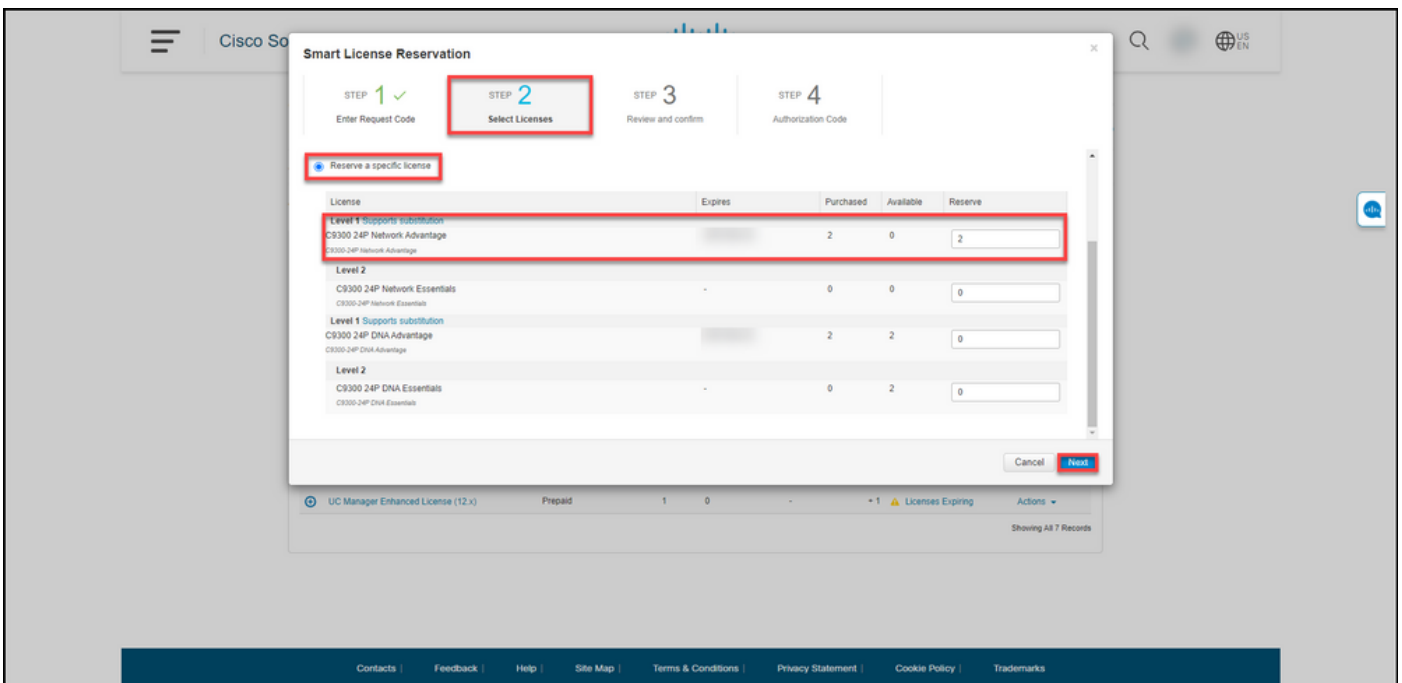 Cisco So
US
EN
Smart License Reservation
×
STEP 1 ✓
Enter Request Code
STEP 2
Select Licenses
STEP 3
Review and confirm
STEP 4
Authorization Code
Reserve a specific license
License Expires Purchased Available Reserve
Level 1 Supports substitution
C9300 24P Network Advantage 2 0 2
C9300-24P Network Advantage
Level 2
C9300 24P Network Essentials - 0 0 0
C9300-24P Network Essentials
Level 1 Supports substitution
C9300 24P DNA Advantage 2 2 0
C9300-24P DNA Advantage
Level 2
C9300 24P DNA Essentials - 0 2 0
C9300-24P DNA Essentials
Cancel Next
UC Manager Enhanced License (12.x) Prepaid 1 0 - + 1 Licenses Expiring Actions
Showing All 7 Records
Contacts | Feedback | Help | Site Map | Terms & Conditions | Privacy Statement | Cookie Policy | Trademarks